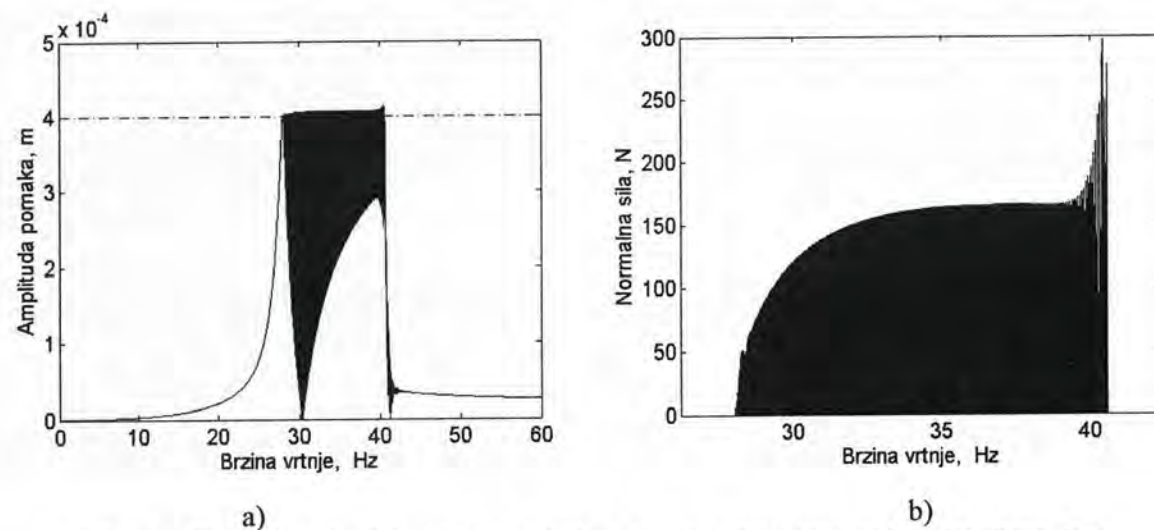 5 x 10-4
4
3
2
1
0
0 10 20 30 40 50 60
Amplituda pomaka, m
Brzina vrtnje, Hz
a)
300
250
200
150
100
50
0
30 35 40
Normalna sila, N
Brzina vrtnje, Hz
b)